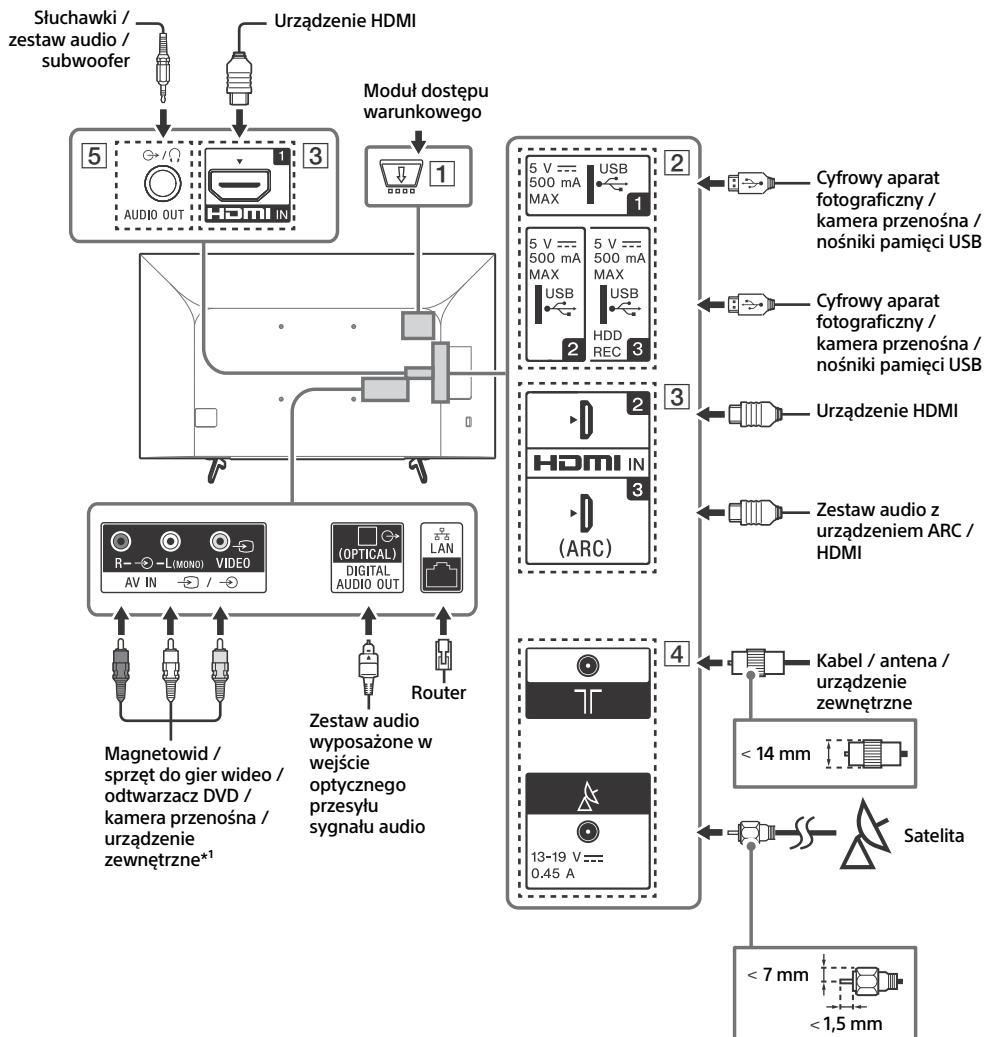 Słuchawki /
zestaw audio /
subwoofer
Urządzenie HDMI
Moduł dostępu
warunkowego
5
AUDIO OUT
1
HDMI IN
3
1
5 V
500 mA
MAX
USB
1
2
Cyfrowy aparat
fotograficzny /
kamera przenośna /
nośniki pamięci USB
5 V
500 mA
MAX
USB
2
5 V
500 mA
MAX
USB
HDD
REC 3
Cyfrowy aparat
fotograficzny /
kamera przenośna /
nośniki pamięci USB
2
3
HDMI IN
Urządzenie HDMI
3
(ARC)
Zestaw audio z
urządzeniem ARC /
HDMI
R- -L(MONO) VIDEO
AV IN /
(OPTICAL)
DIGITAL
AUDIO OUT
LAN
Router
Magnetowid /
sprzęt do gier wideo /
odtwarzacz DVD /
kamera przenośna /
urządzenie
zewnętrzne*1
Zestaw audio
wyposażone w
wejście
optycznego
przesyłu
sygnału audio
4
Kabel / antena /
urządzenie
zewnętrzne
< 14 mm
13-19 V
0.45 A
Satelita
< 7 mm
< 1,5 mm